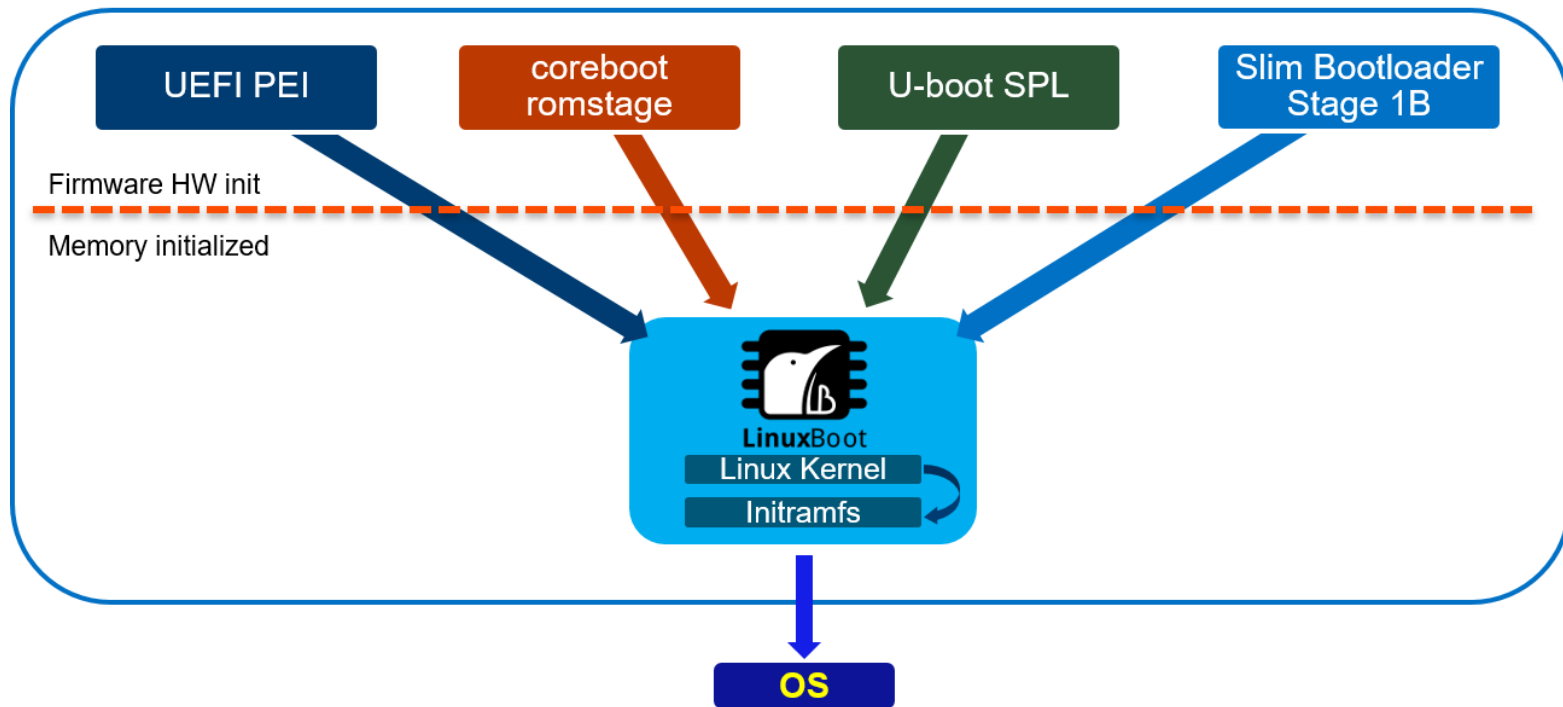 UEFI PEI
coreboot
romstage
U-boot SPL
Slim Bootloader
Stage 1B
Firmware HW init
Memory initialized
LB
LinuxBoot
Linux Kernel
Initramfs
OS